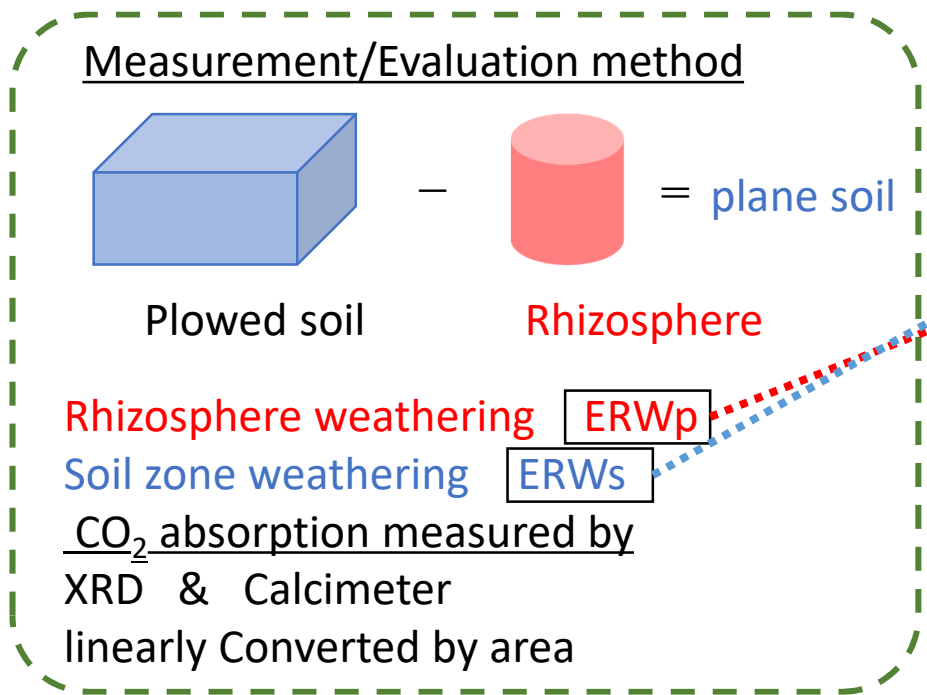 Measurement/Evaluation method
− = plane soil
Plowed soil Rhizosphere
Rhizosphere weathering ERWp
Soil zone weathering ERWs
CO₂ absorption measured by
XRD & Calcimeter
linearly Converted by area